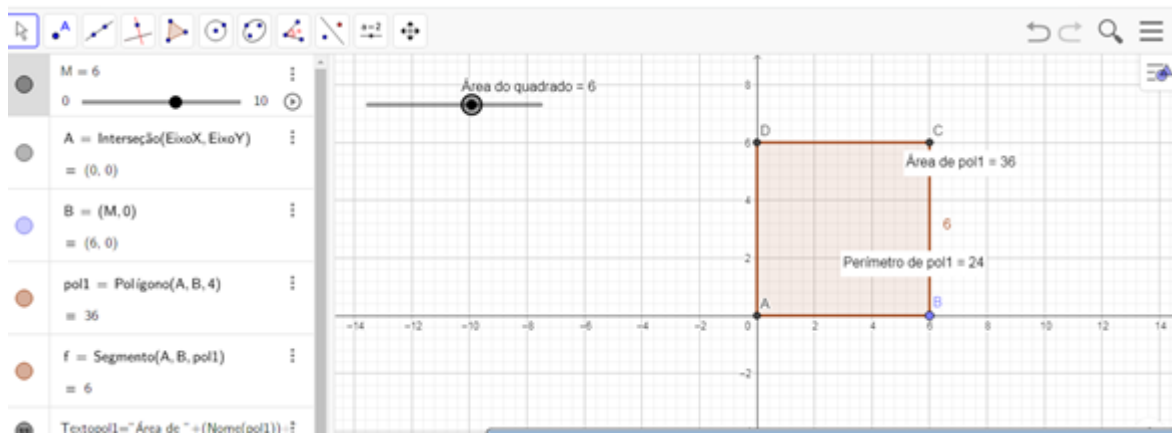 A
a=2
M = 6
0 10
A = Interseção(EixoX, EixoY)
= (0, 0)
B = (M, 0)
= (6, 0)
pol1 = Polígono(A, B, 4)
= 36
f = Segmento(A, B, pol1)
= 6
Textopol1="Área de "+(Nome(pol1))+
Área do quadrado = 6
8
D C
6
Área de pol1 = 36
4
6
2
Perímetro de pol1 = 24
A B
−14 −12 −10 −8 −6 −4 −2 0 2 4 6 8 10 12 14
−2